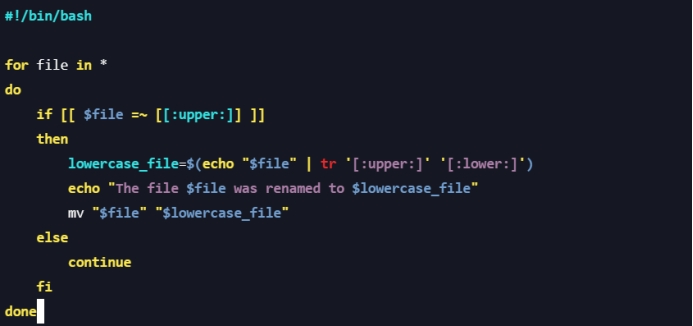 #!/bin/bash
for file in *
do
    if [[ $file =~ [[:upper:]] ]]
    then
        lowercase_file=$(echo "$file" | tr '[:upper:]' '[:lower:]')
        echo "The file $file was renamed to $lowercase_file"
        mv "$file" "$lowercase_file"
    else
        continue
    fi
done